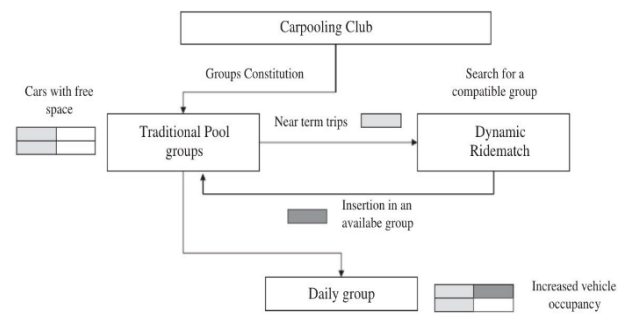 Carpooling Club
Groups Constitution
Search for a
compatible group
Cars with free
space
Traditional Pool
groups
Near term trips
Dynamic
Ridematch
Insertion in an
availabe group
Daily group
Increased vehicle
occupancy